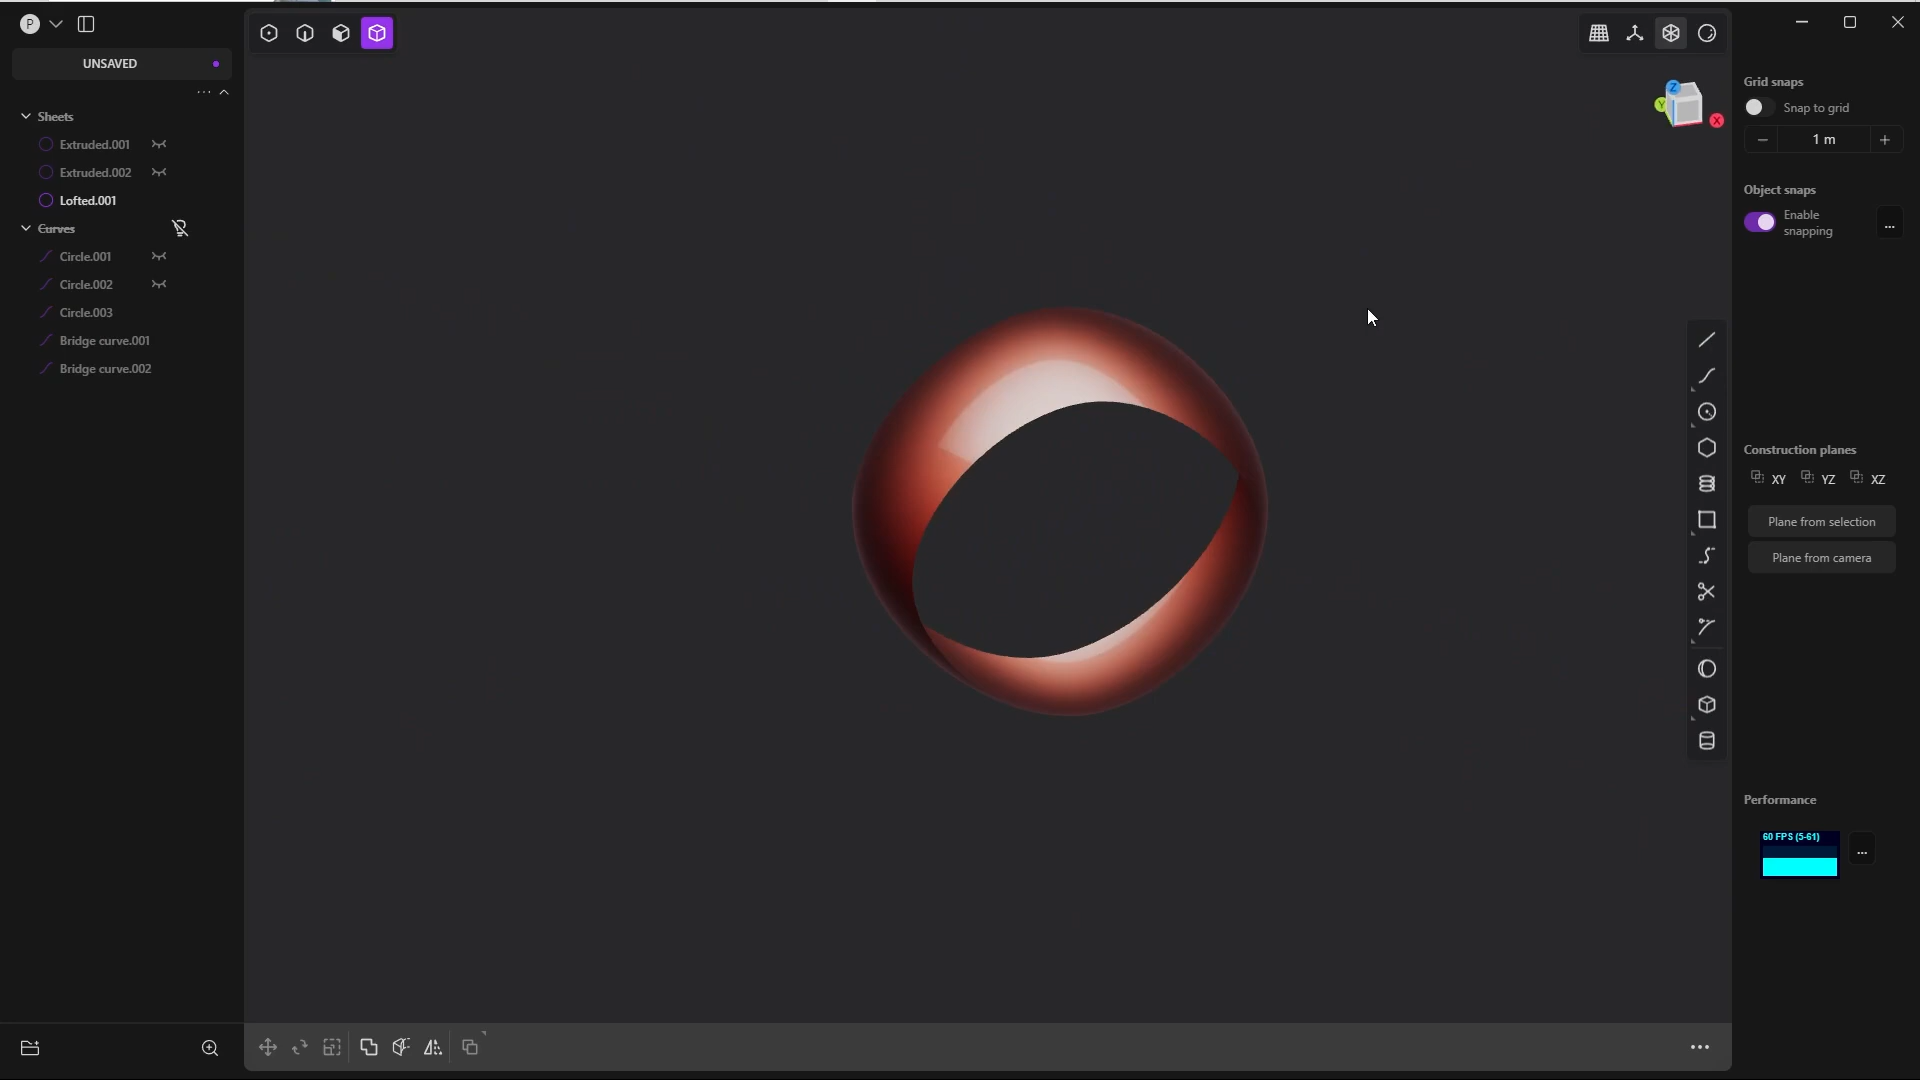 P
UNSAVED
...
Sheets
Extruded.001
Extruded.002
Lofted.001
Curves
Circle.001
Circle.002
Circle.003
Bridge curve.001
Bridge curve.002
Z
Y
X
Grid snaps
Snap to grid
1 m
Object snaps
Enable
snapping
...
Construction planes
XY YZ XZ
Plane from selection
Plane from camera
Performance
60 FPS (5-61)
...